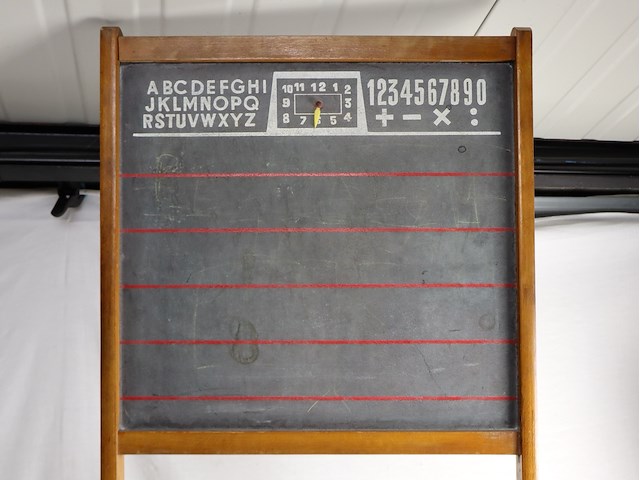 ABCDEFGHI
JKLMNOPQ
RSTUVWXYZ
10 11 12 1 2
9 3
8 7 6 5 4
1234567890
+ - × :